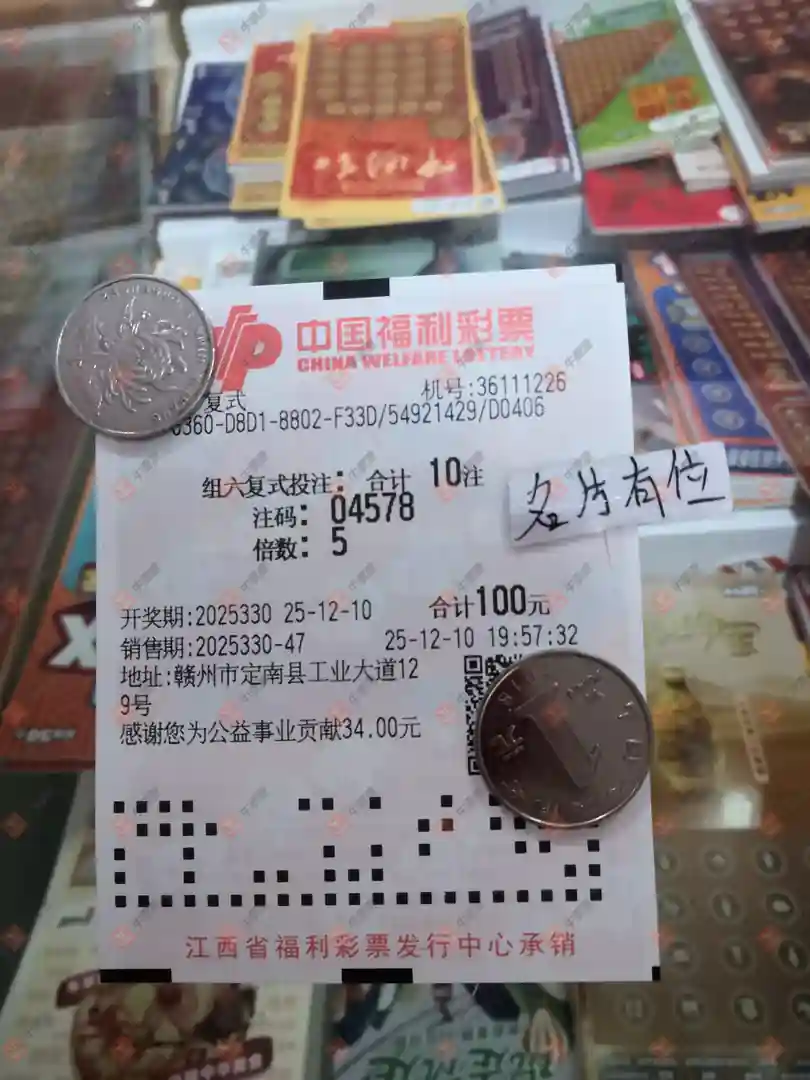 中国福利彩票
CHINA WELFARE LOTTERY
复式
机号:36111226
6360-D8D1-8802-F33D/54921429/D0406
组六复式投注: 合计 10注
注码: 04578
倍数: 5
名片有位
开奖期:2025330 25-12-10 合计100元
销售期:2025330-47 25-12-10 19:57:32
地址:赣州市定南县工业大道12
9号
感谢您为公益事业贡献34.00元
江西省福利彩票发行中心承销